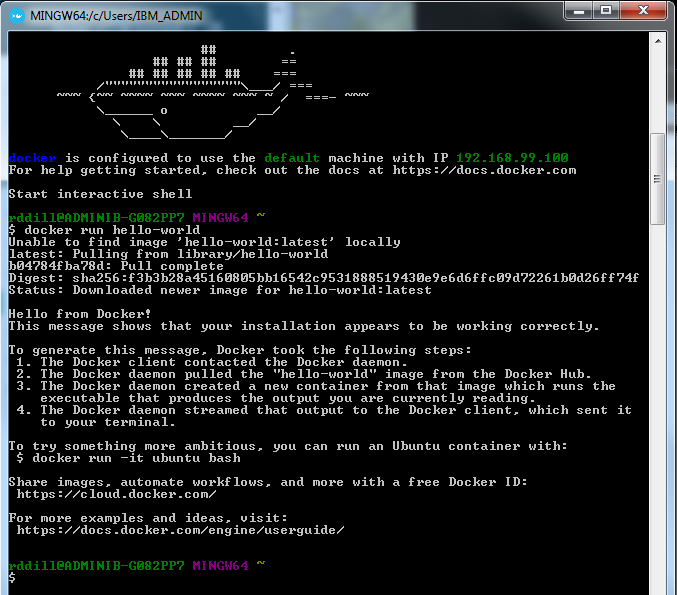 MINGW64:/c/Users/IBM_ADMIN
                        ##         .
                  ## ## ##        ==
               ## ## ## ## ##    ===
           /"""""""""""""""""\___/ ===
      ~~~ {~~ ~~~~ ~~~ ~~~~ ~~~ ~ /  ===- ~~~
           \______ o           __/
             \    \         __/
              \____\_______/
docker is configured to use the default machine with IP 192.168.99.100
For help getting started, check out the docs at https://docs.docker.com
Start interactive shell
rddill@ADMINIB-G082PP7 MINGW64 ~
$ docker run hello-world
Unable to find image 'hello-world:latest' locally
latest: Pulling from library/hello-world
b04784fba78d: Pull complete
Digest: sha256:f3b3b28a45160805bb16542c9531888519430e9e6d6ffc09d72261b0d26ff74f
Status: Downloaded newer image for hello-world:latest
Hello from Docker!
This message shows that your installation appears to be working correctly.
To generate this message, Docker took the following steps:
 1. The Docker client contacted the Docker daemon.
 2. The Docker daemon pulled the "hello-world" image from the Docker Hub.
 3. The Docker daemon created a new container from that image which runs the
    executable that produces the output you are currently reading.
 4. The Docker daemon streamed that output to the Docker client, which sent it
    to your terminal.
To try something more ambitious, you can run an Ubuntu container with:
 $ docker run -it ubuntu bash
Share images, automate workflows, and more with a free Docker ID:
 https://cloud.docker.com/
For more examples and ideas, visit:
 https://docs.docker.com/engine/userguide/
rddill@ADMINIB-G082PP7 MINGW64 ~
$